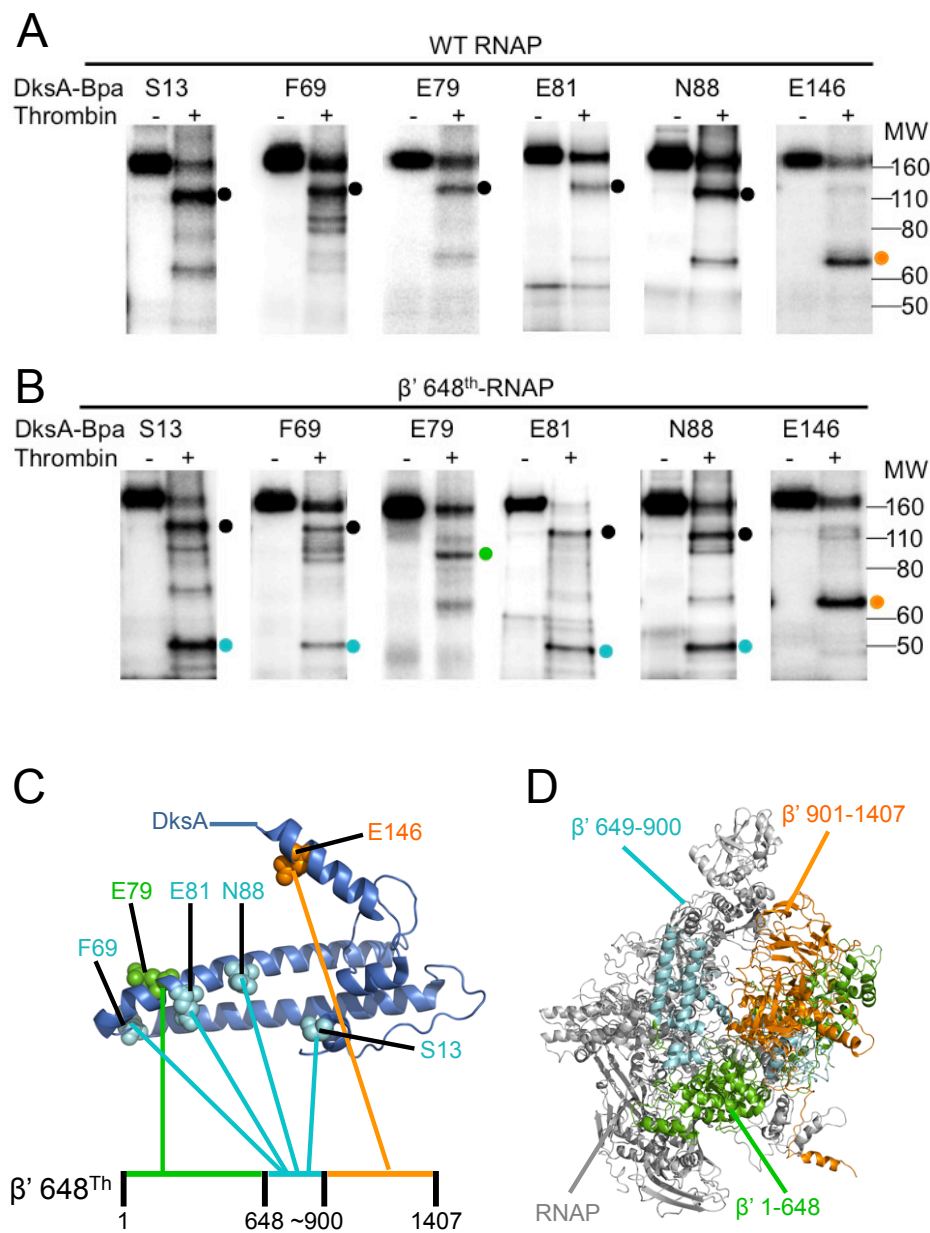 A
WT RNAP
DksA-Bpa S13 F69 E79 E81 N88 E146
Thrombin - + - + - + - + - + - +
MW
160
110
80
60
50
B
β' 648th-RNAP
DksA-Bpa S13 F69 E79 E81 N88 E146
Thrombin - + - + - + - + - + - +
MW
160
110
80
60
50
C
DksA
E146
E79 E81 N88
F69
S13
β' 648Th
1 648 ~900 1407
D
β' 649-900
β' 901-1407
RNAP
β' 1-648